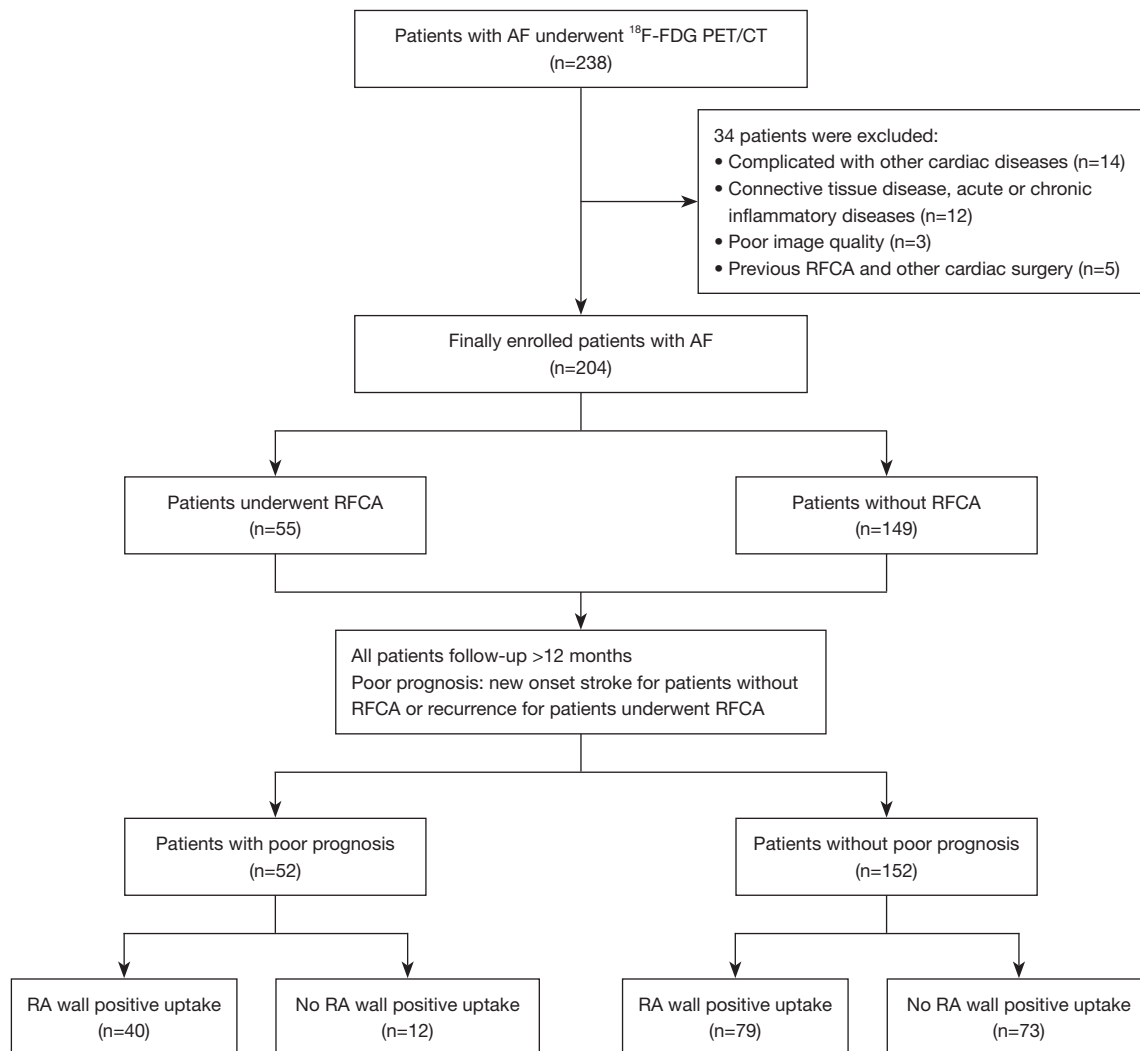 Patients with AF underwent ¹⁸F-FDG PET/CT
(n=238)
34 patients were excluded:
• Complicated with other cardiac diseases (n=14)
• Connective tissue disease, acute or chronic
inflammatory diseases (n=12)
• Poor image quality (n=3)
• Previous RFCA and other cardiac surgery (n=5)
Finally enrolled patients with AF
(n=204)
Patients underwent RFCA
(n=55)
Patients without RFCA
(n=149)
All patients follow-up >12 months
Poor prognosis: new onset stroke for patients without
RFCA or recurrence for patients underwent RFCA
Patients with poor prognosis
(n=52)
Patients without poor prognosis
(n=152)
RA wall positive uptake
(n=40)
No RA wall positive uptake
(n=12)
RA wall positive uptake
(n=79)
No RA wall positive uptake
(n=73)